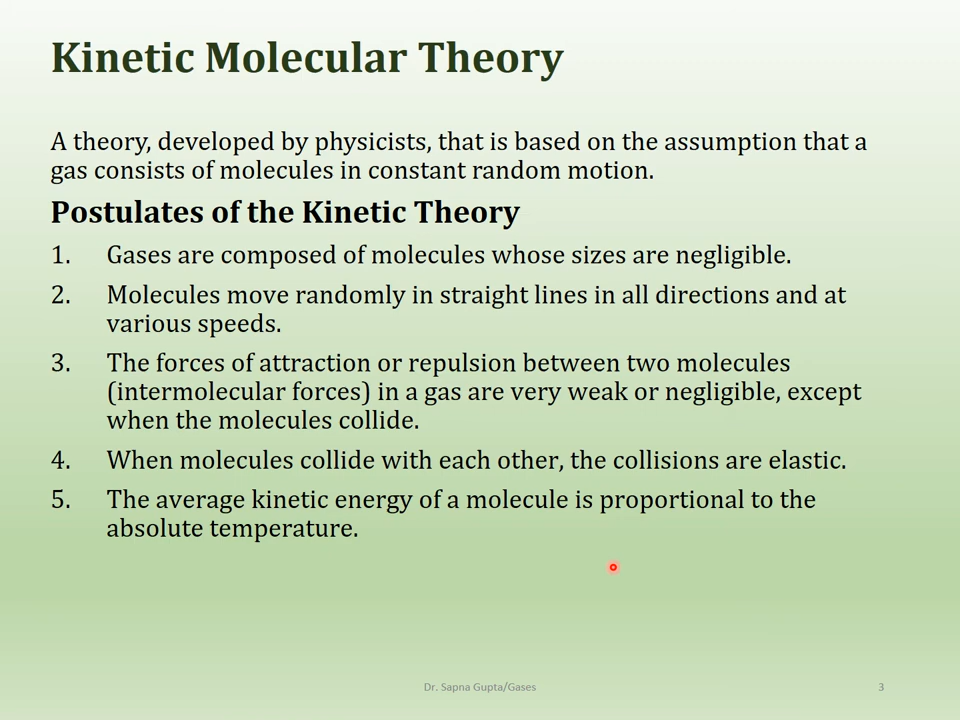 Kinetic Molecular Theory
A theory, developed by physicists, that is based on the assumption that a
gas consists of molecules in constant random motion.
Postulates of the Kinetic Theory
1. Gases are composed of molecules whose sizes are negligible.
2. Molecules move randomly in straight lines in all directions and at
various speeds.
3. The forces of attraction or repulsion between two molecules
(intermolecular forces) in a gas are very weak or negligible, except
when the molecules collide.
4. When molecules collide with each other, the collisions are elastic.
5. The average kinetic energy of a molecule is proportional to the
absolute temperature.
Dr. Sapna Gupta/Gases 3